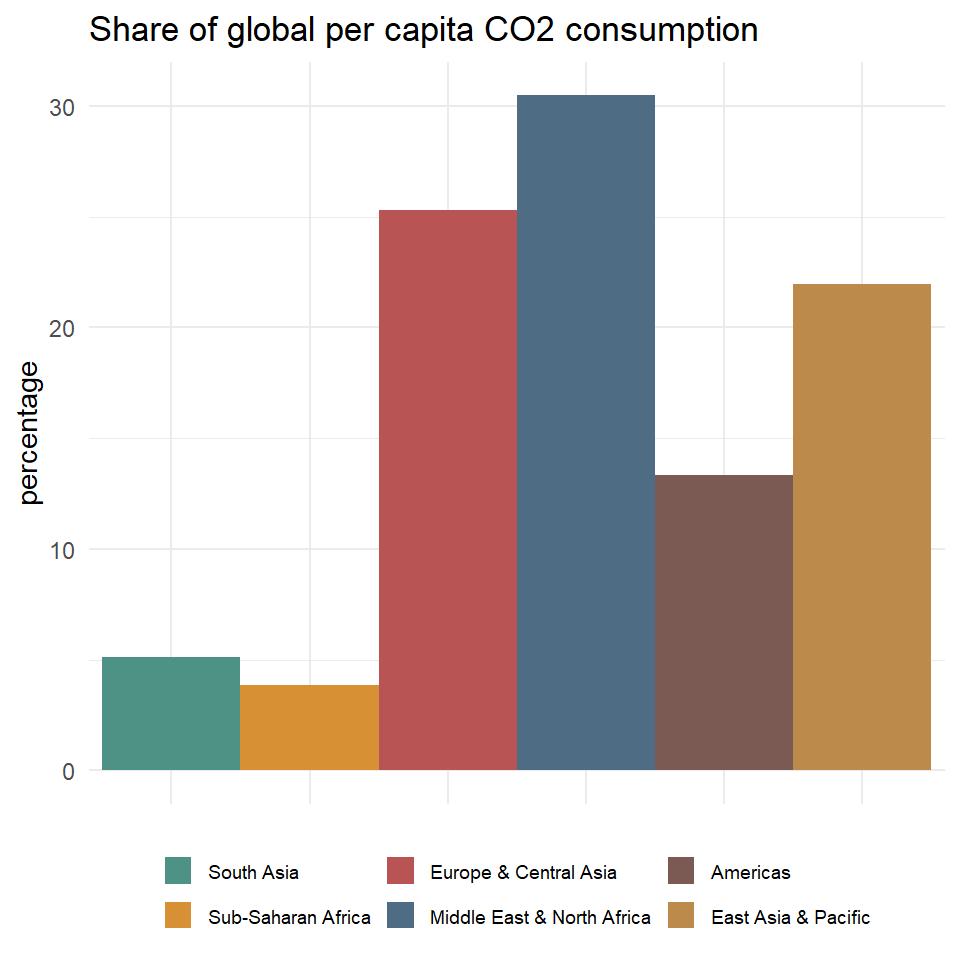 Share of global per capita CO2 consumption
percentage
30
20
10
0
South Asia
Europe & Central Asia
Americas
Sub-Saharan Africa
Middle East & North Africa
East Asia & Pacific